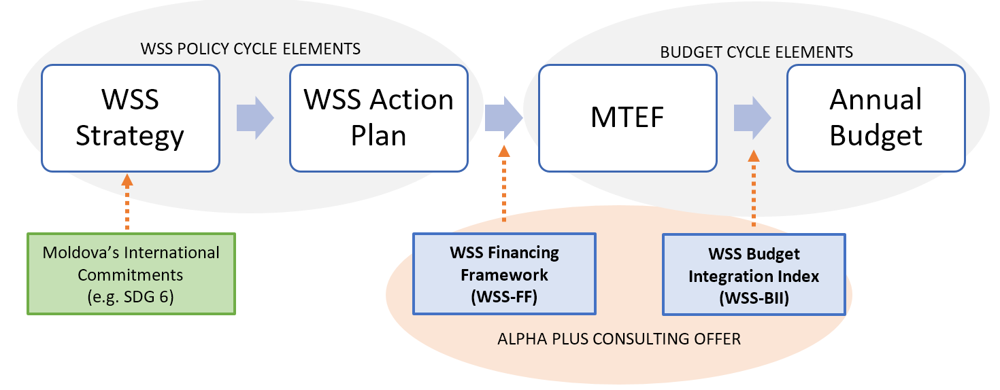 WSS POLICY CYCLE ELEMENTS
BUDGET CYCLE ELEMENTS
WSS
Strategy
WSS Action
Plan
MTEF
Annual
Budget
Moldova’s International
Commitments
(e.g. SDG 6)
WSS Financing
Framework
(WSS-FF)
WSS Budget
Integration Index
(WSS-BII)
ALPHA PLUS CONSULTING OFFER